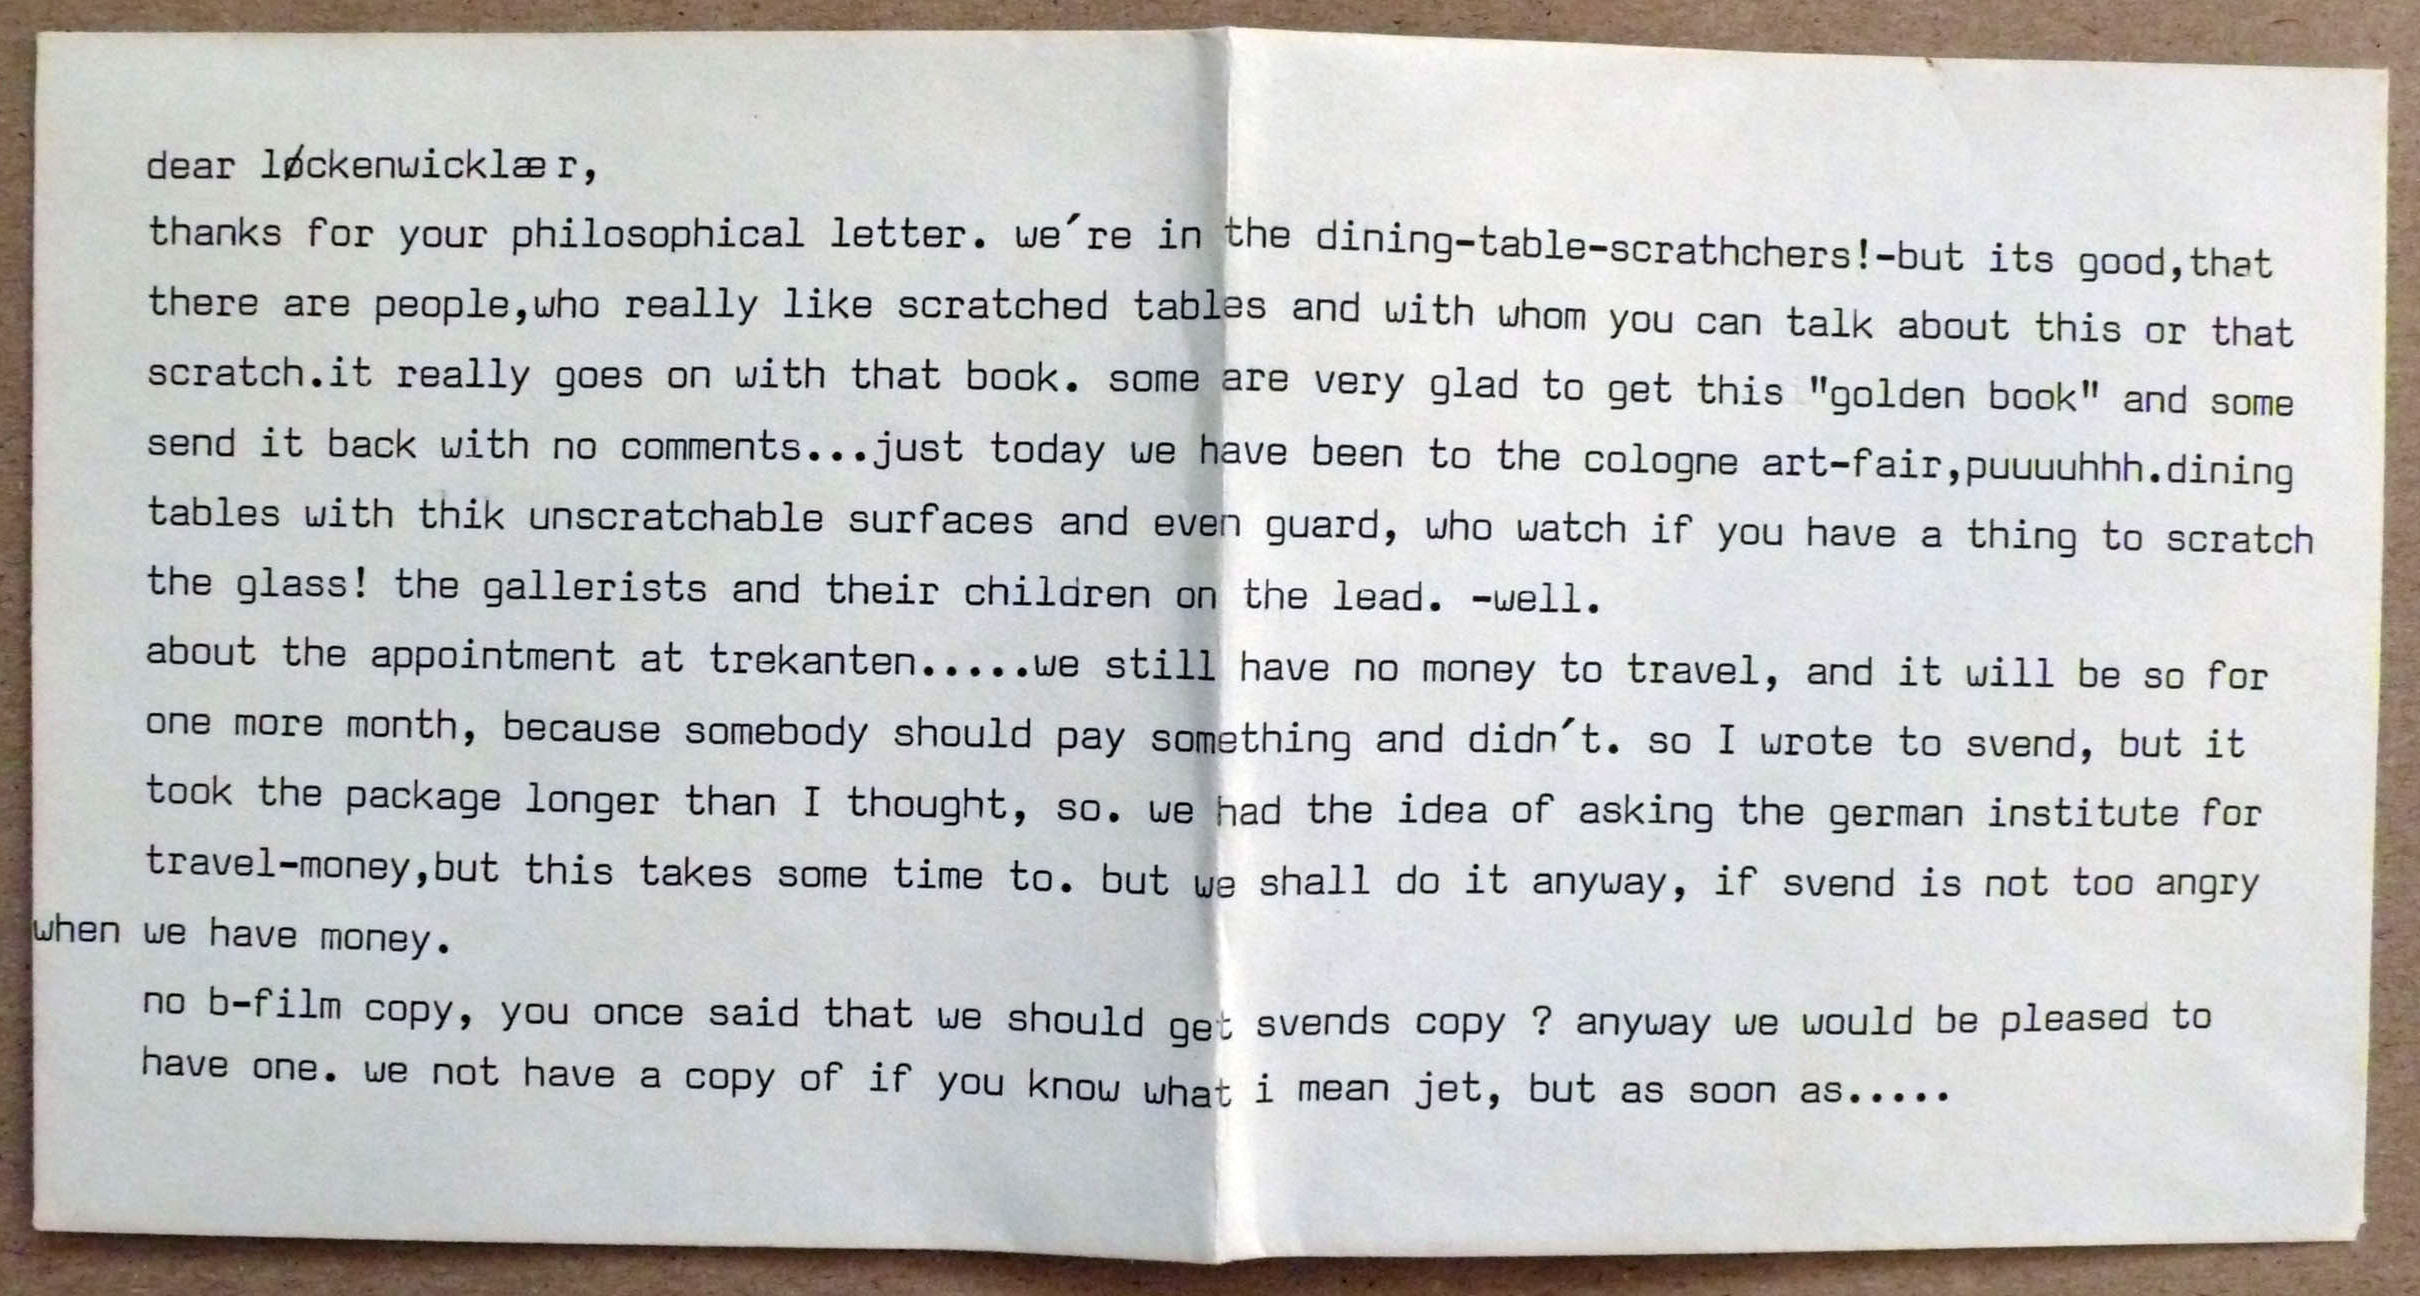 dear løckenwicklæ r,
thanks for your philosophical letter. we´re in the dining-table-scrathchers!-but its good,that
there are people,who really like scratched tables and with whom you can talk about this or that
scratch.it really goes on with that book. some are very glad to get this "golden book" and some
send it back with no comments...just today we have been to the cologne art-fair,puuuuhhh.dining
tables with thik unscratchable surfaces and even guard, who watch if you have a thing to scratch
the glass! the gallerists and their children on the lead. -well.
about the appointment at trekanten.....we still have no money to travel, and it will be so for
one more month, because somebody should pay something and didn´t. so I wrote to svend, but it
took the package longer than I thought, so. we had the idea of asking the german institute for
travel-money,but this takes some time to. but we shall do it anyway, if svend is not too angry
when we have money.
no b-film copy, you once said that we should get svends copy ? anyway we would be pleased to
have one. we not have a copy of if you know what i mean jet, but as soon as.....